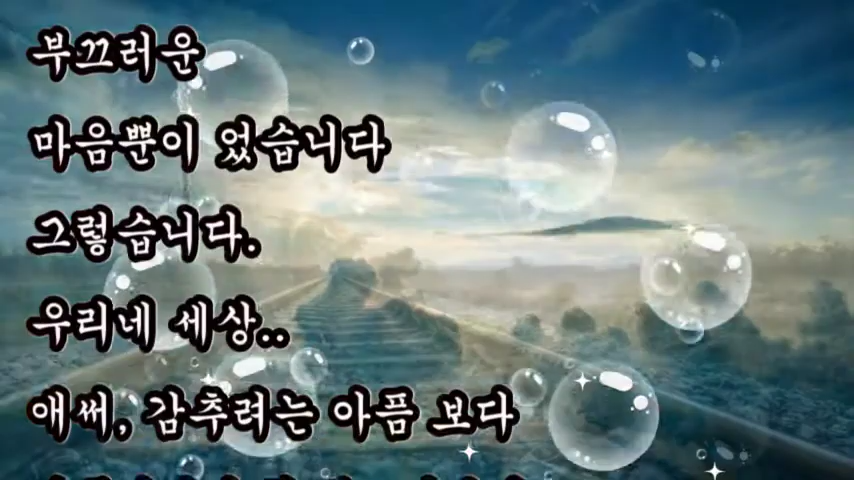 부끄러운
마음뿐이 었습니다
그렇습니다.
우리네 세상..
애써, 감추려는 아픔 보다